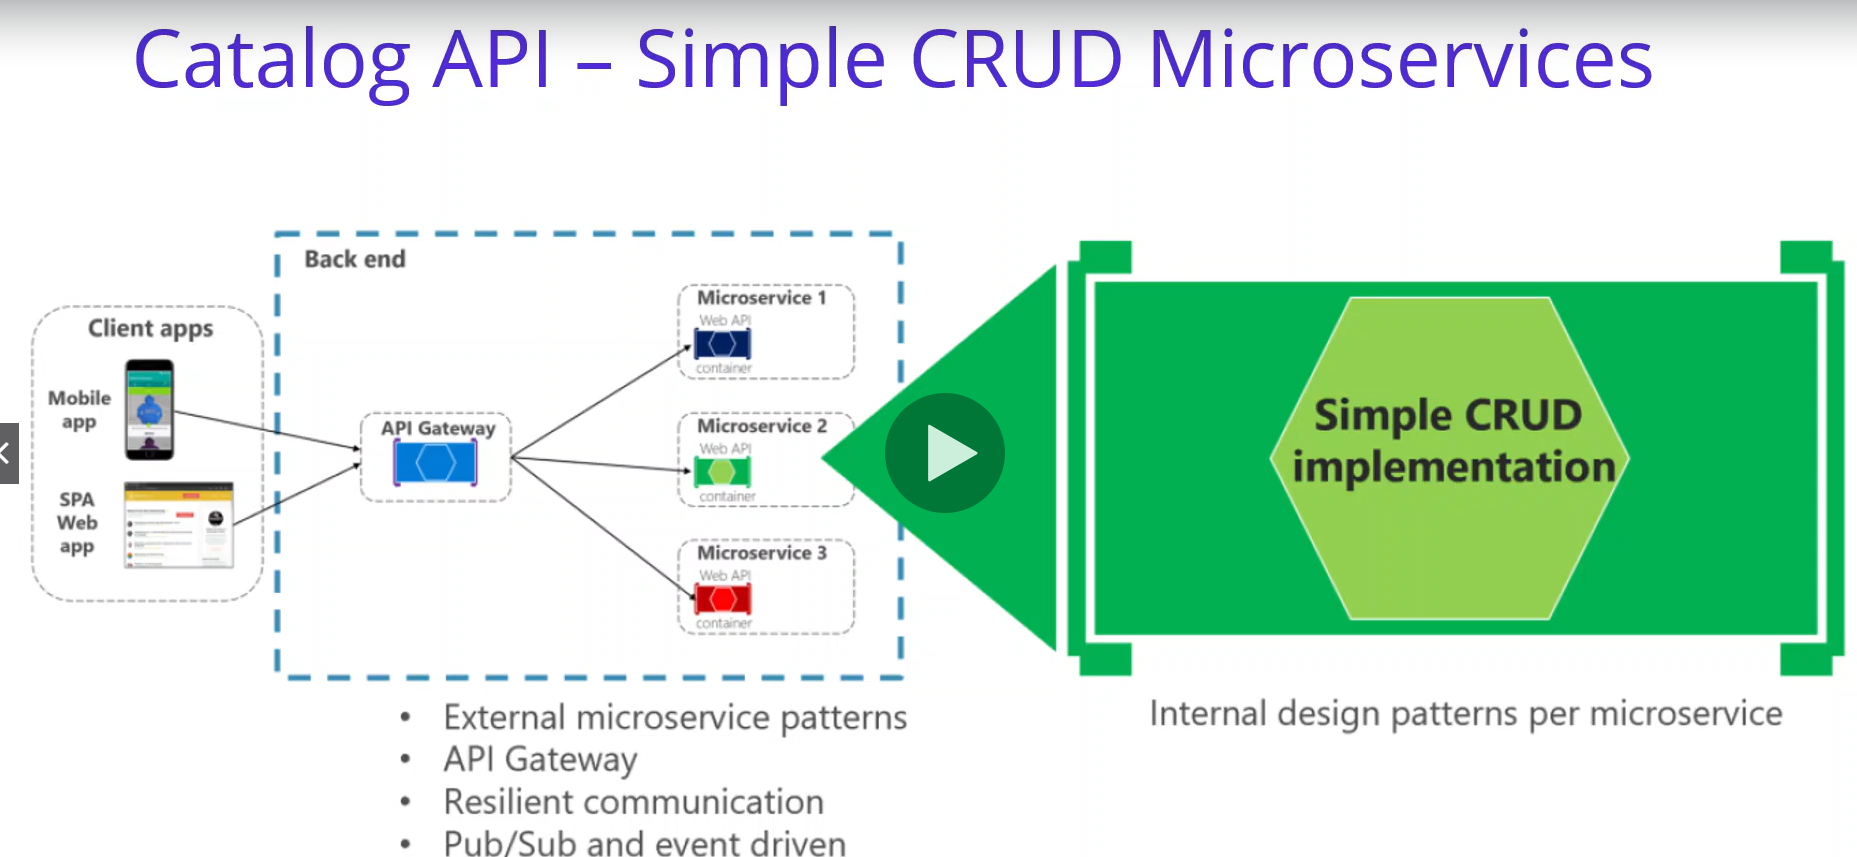 Catalog API – Simple CRUD Microservices
Back end
Client apps
Mobile
app
SPA
Web
app
API Gateway
Microservice 1
Web API
container
Microservice 2
Web API
container
Microservice 3
Web API
container
Simple CRUD
implementation
• External microservice patterns
• API Gateway
• Resilient communication
• Pub/Sub and event driven
Internal design patterns per microservice